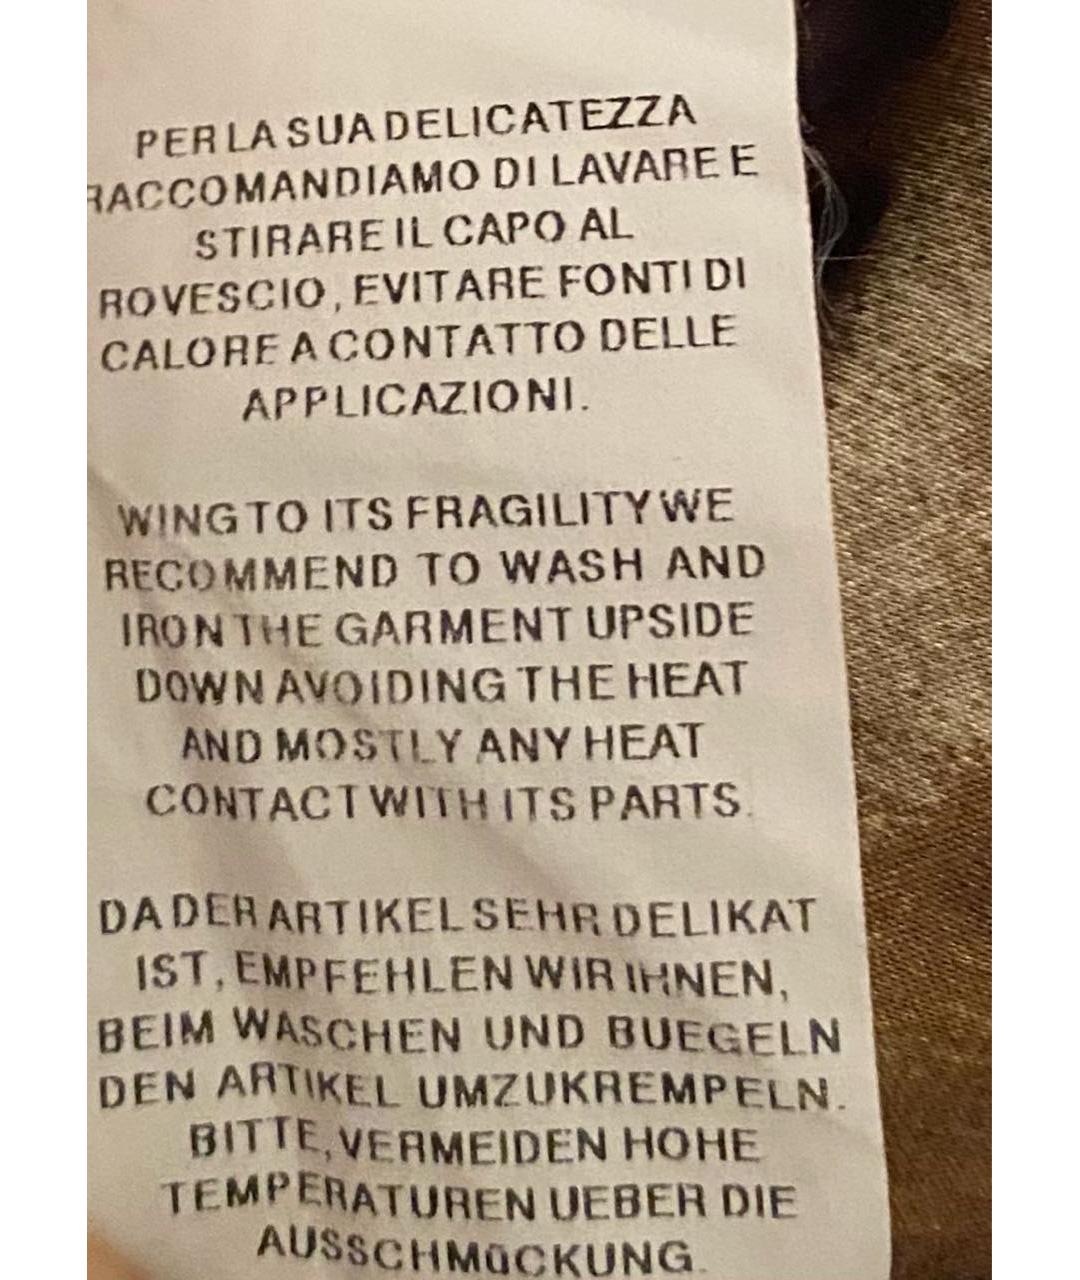 PER LA SUA DELICATEZZA
RACCOMANDIAMO DI LAVARE E
STIRARE IL CAPO AL
ROVESCIO, EVITARE FONTI DI
CALORE A CONTATTO DELLE
APPLICAZIONI.
WING TO ITS FRAGILITY WE
RECOMMEND TO WASH AND
IRON THE GARMENT UPSIDE
DOWN AVOIDING THE HEAT
AND MOSTLY ANY HEAT
CONTACT WITH ITS PARTS.
DA DER ARTIKEL SEHR DELIKAT
IST, EMPFEHLEN WIR IHNEN,
BEIM WASCHEN UND BUEGELN
DEN ARTIKEL UMZUKREMPELN.
BITTE, VERMEIDEN HOHE
TEMPERATUREN UEBER DIE
AUSSCHMüCKUNG.